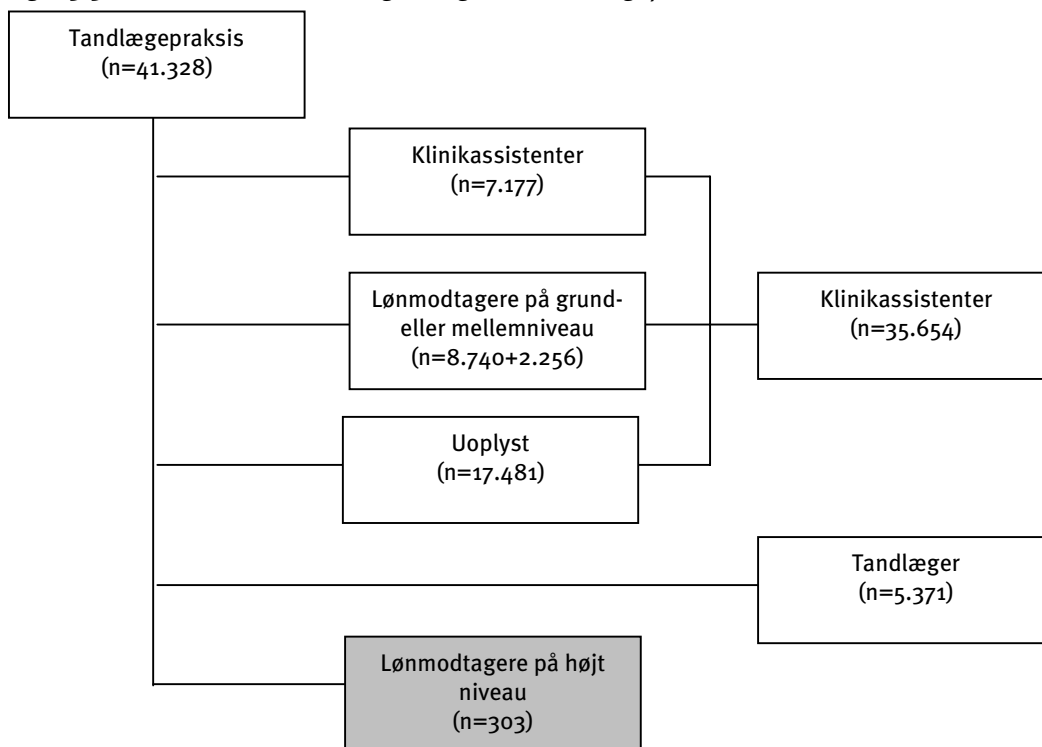 Tandlægepraksis
(n=41.328)
Klinikassistenter
(n=7.177)
Lønmodtagere på grund-
eller mellemniveau
(n=8.740+2.256)
Klinikassistenter
(n=35.654)
Uoplyst
(n=17.481)
Tandlæger
(n=5.371)
Lønmodtagere på højt
niveau
(n=303)